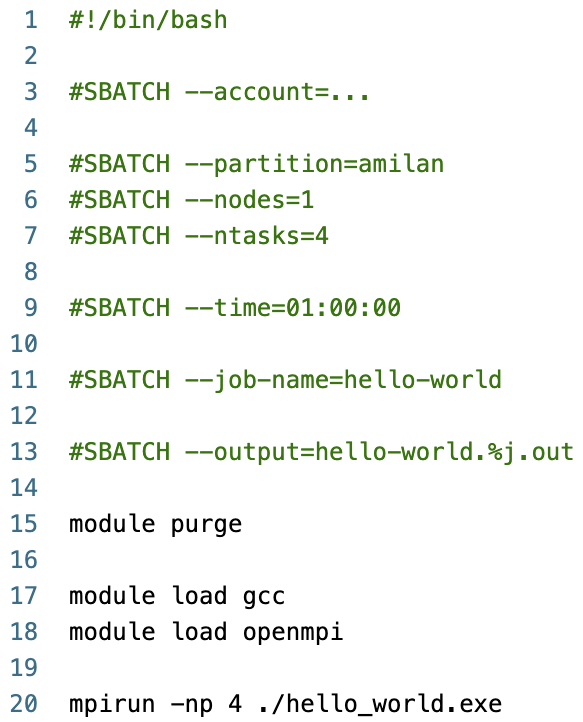 1 #!/bin/bash
2
3 #SBATCH --account=...
4
5 #SBATCH --partition=amilan
6 #SBATCH --nodes=1
7 #SBATCH --ntasks=4
8
9 #SBATCH --time=01:00:00
10
11 #SBATCH --job-name=hello-world
12
13 #SBATCH --output=hello-world.%j.out
14
15 module purge
16
17 module load gcc
18 module load openmpi
19
20 mpirun -np 4 ./hello_world.exe